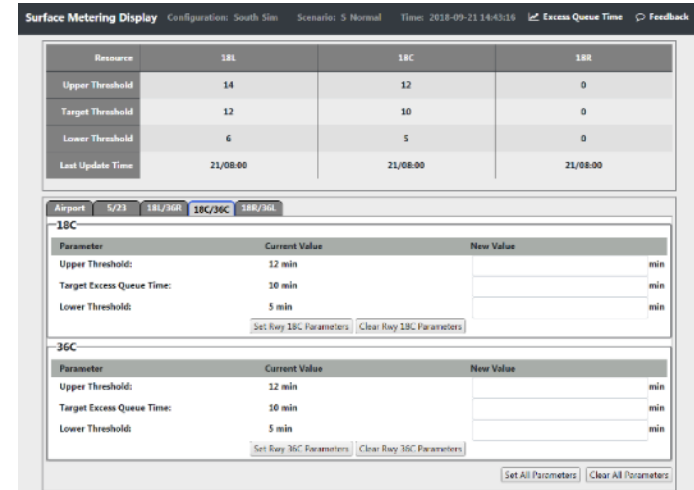 Surface Metering Display Configuration: South Sim Scenario: S Normal Time: 2018-09-21 14:43:16 Excess Queue Time Feedback
Resource 18L 18C 18R
Upper Threshold 14 12 0
Target Threshold 12 10 0
Lower Threshold 6 5 0
Last Update Time 21/08:00 21/08:00 21/08:00
Airport 5/23 18L/36R 18C/36C 18R/36L
18C
Parameter Current Value New Value
Upper Threshold: 12 min min
Target Excess Queue Time: 10 min min
Lower Threshold: 5 min min
Set Rwy 18C Parameters Clear Rwy 18C Parameters
36C
Parameter Current Value New Value
Upper Threshold: 12 min min
Target Excess Queue Time: 10 min min
Lower Threshold: 5 min min
Set Rwy 36C Parameters Clear Rwy 36C Parameters
Set All Parameters Clear All Parameters